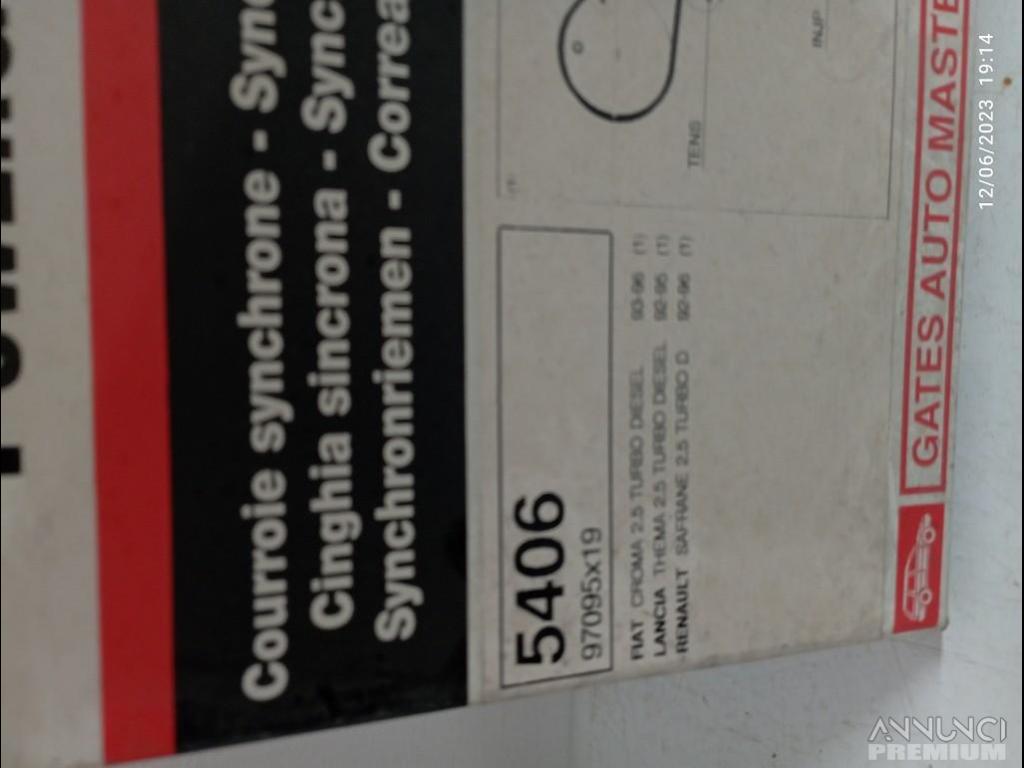 Courroie synchrone - Sync
Cinghia sincrona - Sync
Synchronriemen - Correa
5406
97095x19
FIAT CROMA 2.5 TURBO DIESEL 93-96 (1)
LANCIA THEMA 2.5 TURBO DIESEL 92-95 (1)
RENAULT SAFRANE 2.5 TURBO D 92-96 (1)
(1)
TENS
INJP
GATES AUTO MASTE
12/06/2023 19:14
ANNUNCI
PREMIUM